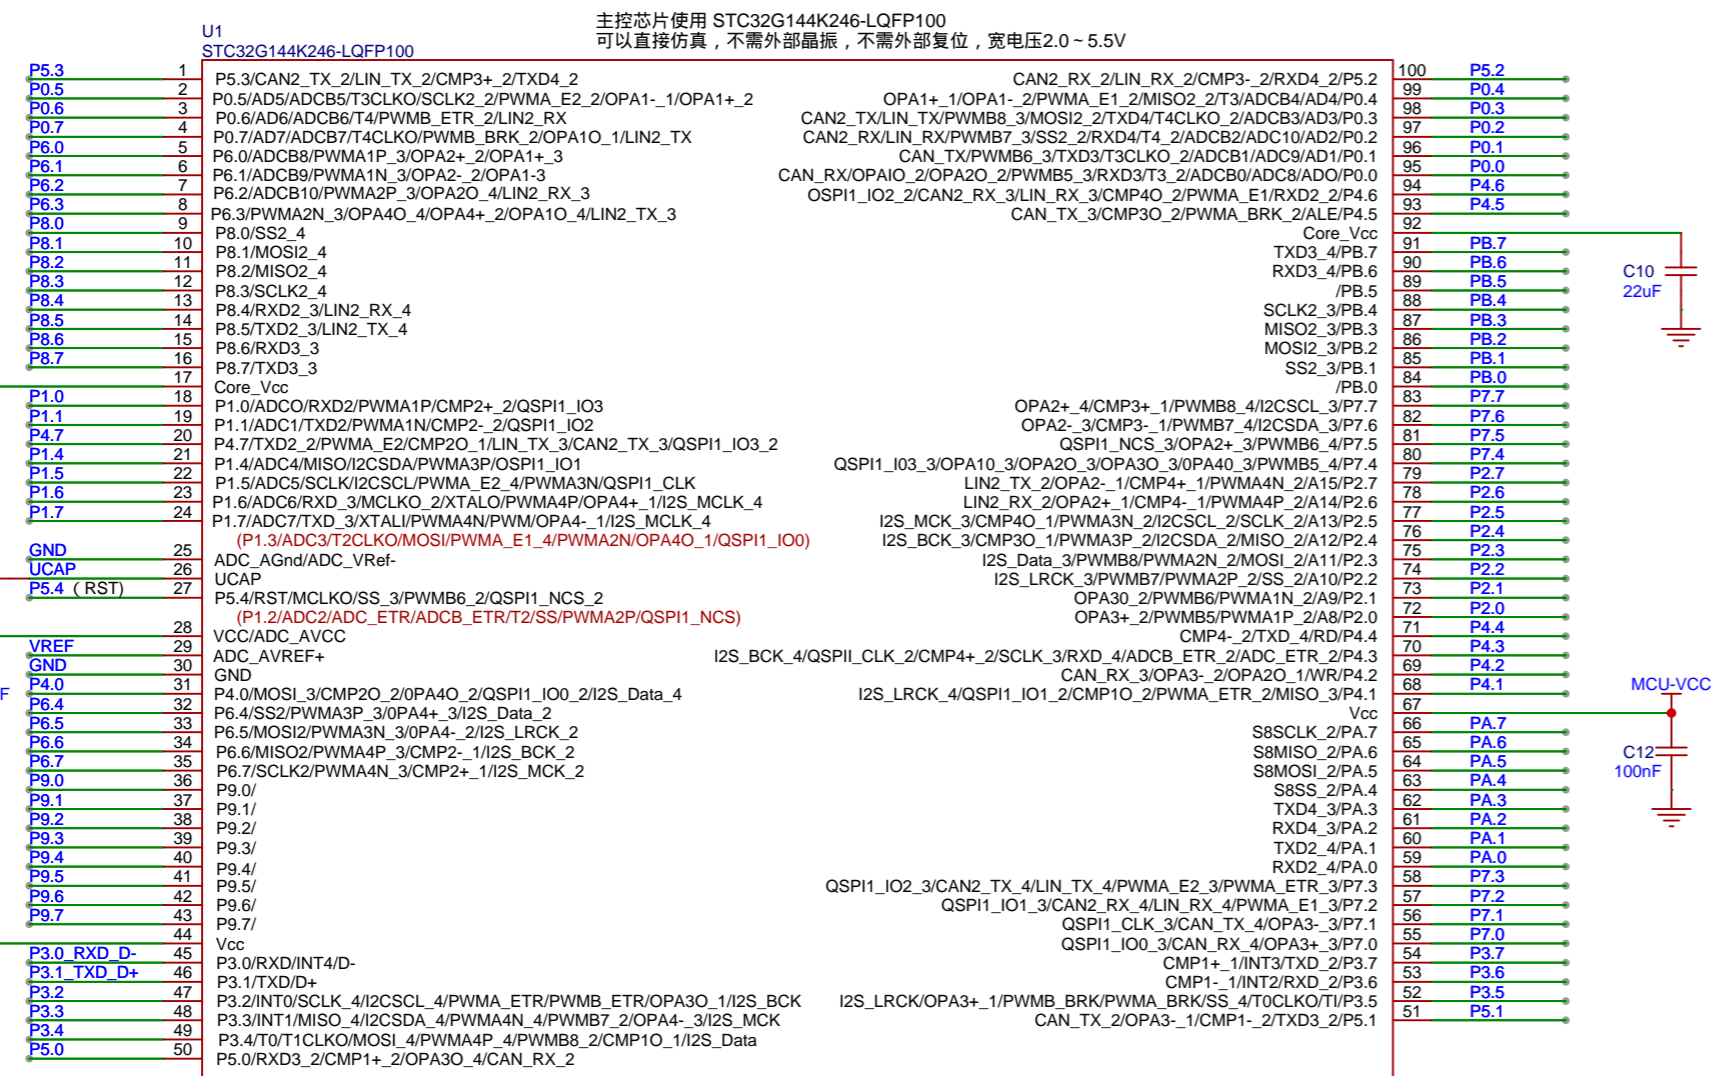 主控芯片使用 STC32G144K246-LQFP100
可以直接仿真，不需外部晶振，不需外部复位，宽电压2.0～5.5V
U1
STC32G144K246-LQFP100
P5.3 1 P5.3/CAN2_TX_2/LIN_TX_2/CMP3+_2/TXD4_2
P0.5 2 P0.5/AD5/ADCB5/T3CLKO/SCLK2_2/PWMA_E2_2/OPA1-_1/OPA1+_2
P0.6 3 P0.6/AD6/ADCB6/T4/PWMB_ETR_2/LIN2_RX
P0.7 4 P0.7/AD7/ADCB7/T4CLKO/PWMB_BRK_2/OPA1O_1/LIN2_TX
P6.0 5 P6.0/ADCB8/PWMA1P_3/OPA2+_2/OPA1+_3
P6.1 6 P6.1/ADCB9/PWMA1N_3/OPA2-_2/OPA1-3
P6.2 7 P6.2/ADCB10/PWMA2P_3/OPA2O_4/LIN2_RX_3
P6.3 8 P6.3/PWMA2N_3/OPA4O_4/OPA4+_2/OPA1O_4/LIN2_TX_3
P8.0 9 P8.0/SS2_4
P8.1 10 P8.1/MOSI2_4
P8.2 11 P8.2/MISO2_4
P8.3 12 P8.3/SCLK2_4
P8.4 13 P8.4/RXD2_3/LIN2_RX_4
P8.5 14 P8.5/TXD2_3/LIN2_TX_4
P8.6 15 P8.6/RXD3_3
P8.7 16 P8.7/TXD3_3
17 Core_Vcc
P1.0 18 P1.0/ADCO/RXD2/PWMA1P/CMP2+_2/QSPI1_IO3
P1.1 19 P1.1/ADC1/TXD2/PWMA1N/CMP2-_2/QSPI1_IO2
P4.7 20 P4.7/TXD2_2/PWMA_E2/CMP2O_1/LIN_TX_3/CAN2_TX_3/QSPI1_IO3_2
P1.4 21 P1.4/ADC4/MISO/I2CSDA/PWMA3P/OSPI1_IO1
P1.5 22 P1.5/ADC5/SCLK/I2CSCL/PWMA_E2_4/PWMA3N/QSPI1_CLK
P1.6 23 P1.6/ADC6/RXD_3/MCLKO_2/XTALO/PWMA4P/OPA4+_1/I2S_MCLK_4
P1.7 24 P1.7/ADC7/TXD_3/XTALI/PWMA4N/PWM/OPA4-_1/I2S_MCLK_4
(P1.3/ADC3/T2CLKO/MOSI/PWMA_E1_4/PWMA2N/OPA4O_1/QSPI1_IO0)
GND 25 ADC_AGnd/ADC_VRef-
UCAP 26 UCAP
P5.4（RST) 27 P5.4/RST/MCLKO/SS_3/PWMB6_2/QSPI1_NCS_2
(P1.2/ADC2/ADC_ETR/ADCB_ETR/T2/SS/PWMA2P/QSPI1_NCS)
28 VCC/ADC_AVCC
VREF 29 ADC_AVREF+
GND 30 GND
F
P4.0 31 P4.0/MOSI_3/CMP2O_2/0PA4O_2/QSPI1_IO0_2/I2S_Data_4
P6.4 32 P6.4/SS2/PWMA3P_3/0PA4+_3/I2S_Data_2
P6.5 33 P6.5/MOSI2/PWMA3N_3/0PA4-_2/I2S_LRCK_2
P6.6 34 P6.6/MISO2/PWMA4P_3/CMP2-_1/I2S_BCK_2
P6.7 35 P6.7/SCLK2/PWMA4N_3/CMP2+_1/I2S_MCK_2
P9.0 36 P9.0/
P9.1 37 P9.1/
P9.2 38 P9.2/
P9.3 39 P9.3/
P9.4 40 P9.4/
P9.5 41 P9.5/
P9.6 42 P9.6/
P9.7 43 P9.7/
44 Vcc
P3.0_RXD_D- 45 P3.0/RXD/INT4/D-
P3.1_TXD_D+ 46 P3.1/TXD/D+
P3.2 47 P3.2/INT0/SCLK_4/I2CSCL_4/PWMA_ETR/PWMB_ETR/OPA3O_1/I2S_BCK
P3.3 48 P3.3/INT1/MISO_4/I2CSDA_4/PWMA4N_4/PWMB7_2/OPA4-_3/I2S_MCK
P3.4 49 P3.4/T0/T1CLKO/MOSI_4/PWMA4P_4/PWMB8_2/CMP1O_1/I2S_Data
P5.0 50 P5.0/RXD3_2/CMP1+_2/OPA3O_4/CAN_RX_2
CAN2_RX_2/LIN_RX_2/CMP3-_2/RXD4_2/P5.2 100 P5.2
OPA1+_1/OPA1-_2/PWMA_E1_2/MISO2_2/T3/ADCB4/AD4/P0.4 99 P0.4
CAN2_TX/LIN_TX/PWMB8_3/MOSI2_2/TXD4/T4CLKO_2/ADCB3/AD3/P0.3 98 P0.3
CAN2_RX/LIN_RX/PWMB7_3/SS2_2/RXD4/T4_2/ADCB2/ADC10/AD2/P0.2 97 P0.2
CAN_TX/PWMB6_3/TXD3/T3CLKO_2/ADCB1/ADC9/AD1/P0.1 96 P0.1
CAN_RX/OPAIO_2/OPA2O_2/PWMB5_3/RXD3/T3_2/ADCB0/ADC8/ADO/P0.0 95 P0.0
OSPI1_IO2_2/CAN2_RX_3/LIN_RX_3/CMP4O_2/PWMA_E1/RXD2_2/P4.6 94 P4.6
CAN_TX_3/CMP3O_2/PWMA_BRK_2/ALE/P4.5 93 P4.5
Core_Vcc 92
TXD3_4/PB.7 91 PB.7
RXD3_4/PB.6 90 PB.6
/PB.5 89 PB.5
SCLK2_3/PB.4 88 PB.4
MISO2_3/PB.3 87 PB.3
MOSI2_3/PB.2 86 PB.2
SS2_3/PB.1 85 PB.1
/PB.0 84 PB.0
C10
22uF
OPA2+_4/CMP3+_1/PWMB8_4/I2CSCL_3/P7.7 83 P7.7
OPA2-_3/CMP3-_1/PWMB7_4/I2CSDA_3/P7.6 82 P7.6
QSPI1_NCS_3/OPA2+_3/PWMB6_4/P7.5 81 P7.5
QSPI1_I03_3/OPA10_3/OPA2O_3/OPA3O_3/0PA40_3/PWMB5_4/P7.4 80 P7.4
LIN2_TX_2/OPA2-_1/CMP4+_1/PWMA4N_2/A15/P2.7 79 P2.7
LIN2_RX_2/OPA2+_1/CMP4-_1/PWMA4P_2/A14/P2.6 78 P2.6
I2S_MCK_3/CMP4O_1/PWMA3N_2/I2CSCL_2/SCLK_2/A13/P2.5 77 P2.5
I2S_BCK_3/CMP3O_1/PWMA3P_2/I2CSDA_2/MISO_2/A12/P2.4 76 P2.4
I2S_Data_3/PWMB8/PWMA2N_2/MOSI_2/A11/P2.3 75 P2.3
I2S_LRCK_3/PWMB7/PWMA2P_2/SS_2/A10/P2.2 74 P2.2
OPA30_2/PWMB6/PWMA1N_2/A9/P2.1 73 P2.1
OPA3+_2/PWMB5/PWMA1P_2/A8/P2.0 72 P2.0
CMP4-_2/TXD_4/RD/P4.4 71 P4.4
I2S_BCK_4/QSPII_CLK_2/CMP4+_2/SCLK_3/RXD_4/ADCB_ETR_2/ADC_ETR_2/P4.3 70 P4.3
CAN_RX_3/OPA3-_2/OPA2O_1/WR/P4.2 69 P4.2
I2S_LRCK_4/QSPI1_IO1_2/CMP1O_2/PWMA_ETR_2/MISO_3/P4.1 68 P4.1
MCU-VCC
Vcc 67
S8SCLK_2/PA.7 66 PA.7
S8MISO_2/PA.6 65 PA.6
S8MOSI_2/PA.5 64 PA.5
S8SS_2/PA.4 63 PA.4
C12
100nF
TXD4_3/PA.3 62 PA.3
RXD4_3/PA.2 61 PA.2
TXD2_4/PA.1 60 PA.1
RXD2_4/PA.0 59 PA.0
QSPI1_IO2_3/CAN2_TX_4/LIN_TX_4/PWMA_E2_3/PWMA_ETR_3/P7.3 58 P7.3
QSPI1_IO1_3/CAN2_RX_4/LIN_RX_4/PWMA_E1_3/P7.2 57 P7.2
QSPI1_CLK_3/CAN_TX_4/OPA3-_3/P7.1 56 P7.1
QSPI1_IO0_3/CAN_RX_4/OPA3+_3/P7.0 55 P7.0
CMP1+_1/INT3/TXD_2/P3.7 54 P3.7
CMP1-_1/INT2/RXD_2/P3.6 53 P3.6
I2S_LRCK/OPA3+_1/PWMB_BRK/PWMA_BRK/SS_4/T0CLKO/TI/P3.5 52 P3.5
CAN_TX_2/OPA3-_1/CMP1-_2/TXD3_2/P5.1 51 P5.1